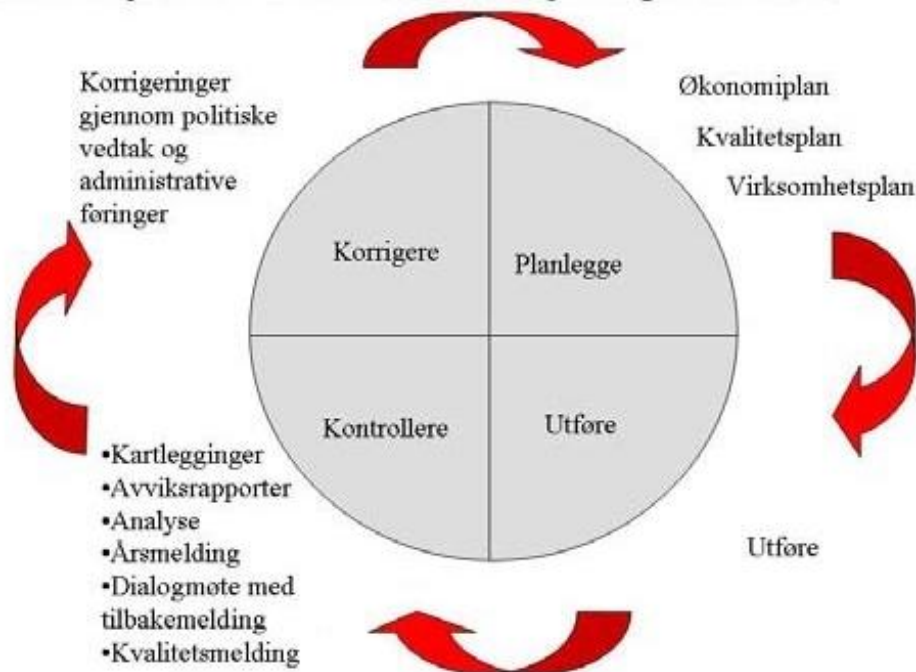 Korrigeringer
gjennom politiske
vedtak og
administrative
føringer
Økonomiplan
Kvalitetsplan
Virksomhetsplan
Korrigere
Planlegge
Kontrollere
Utføre
•Kartlegginger
•Avviksrapporter
•Analyse
•Årsmelding
•Dialogmøte med
tilbakemelding
•Kvalitetsmelding
Utføre